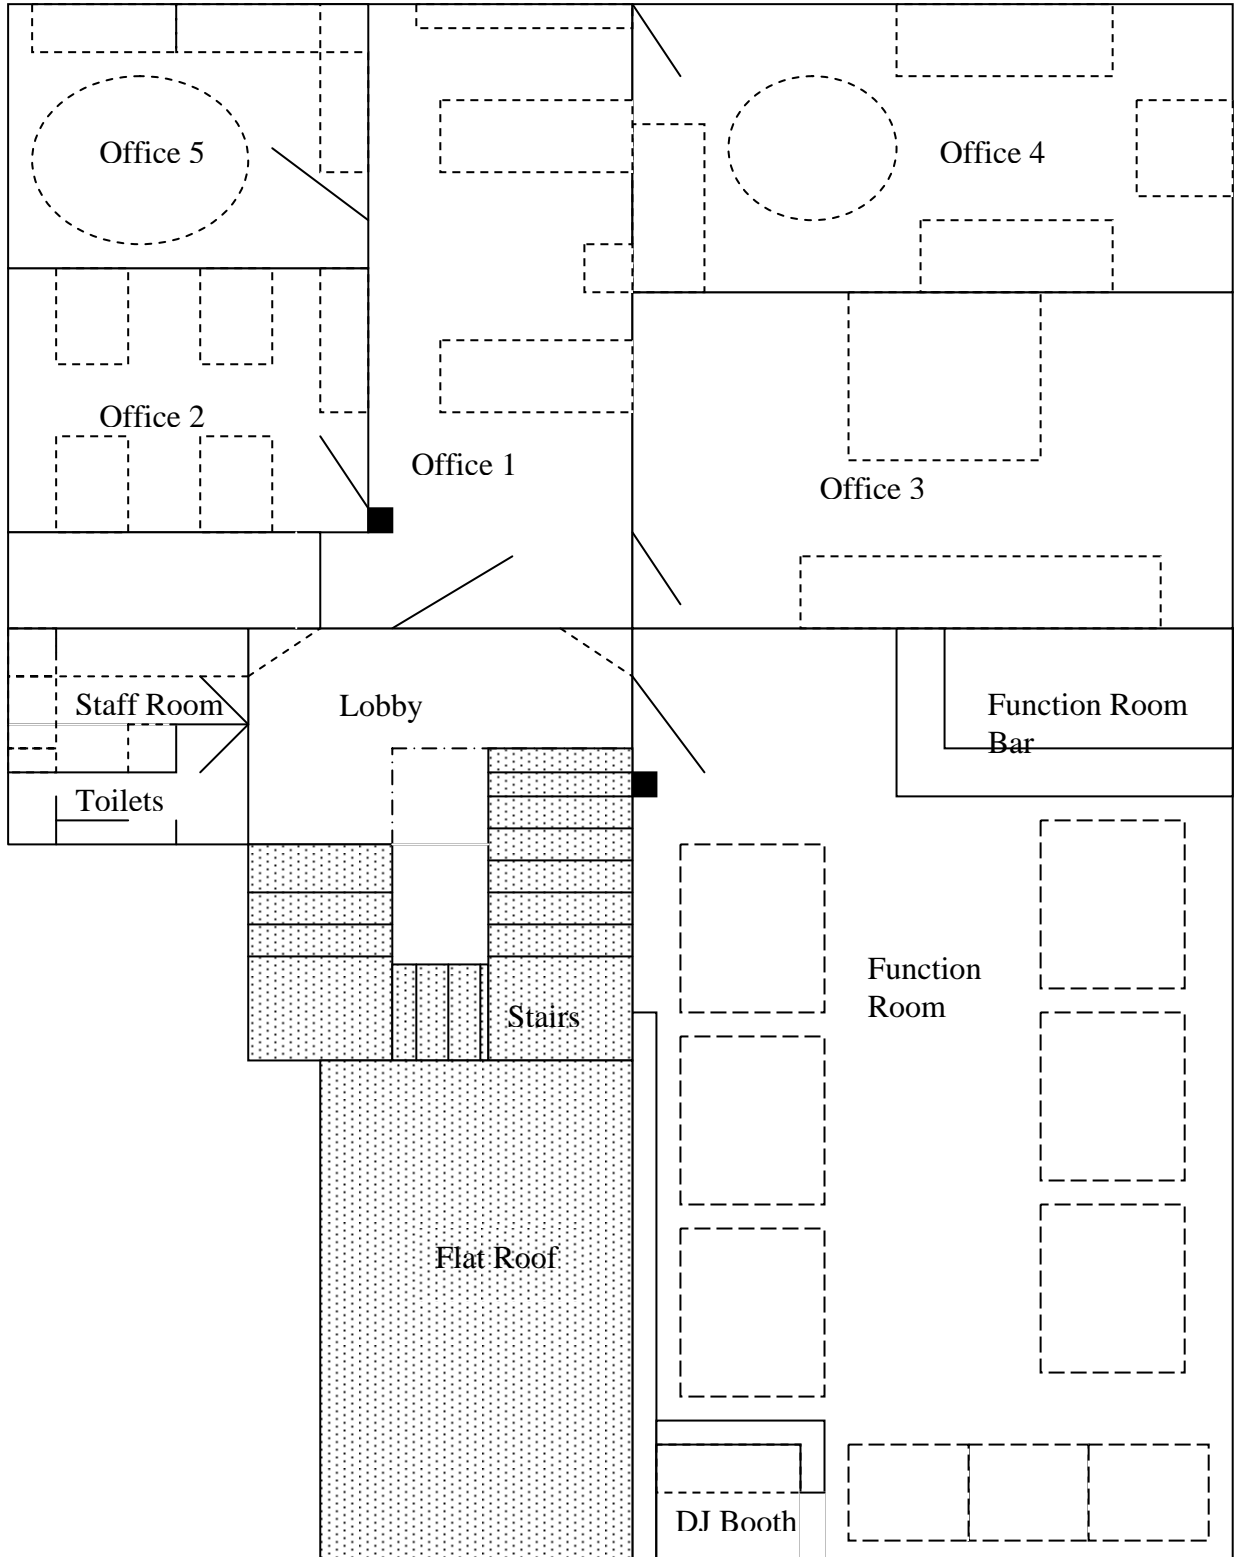 Office 5
Office 4
Office 2
Office 1
Office 3
Staff Room
Lobby
Function Room
Bar
Toilets
Function
Room
Stairs
Flat Roof
DJ Booth